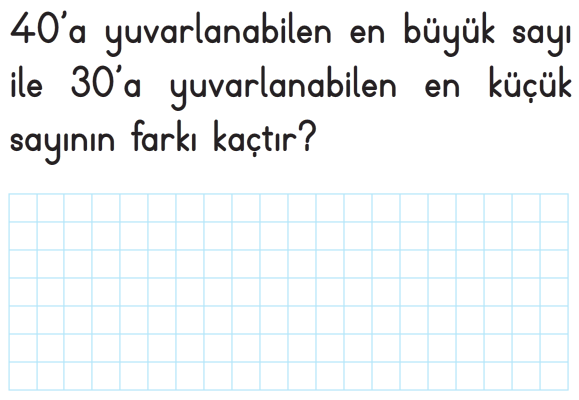 40'a yuvarlanabilen en büyük sayı
ile 30'a yuvarlanabilen en küçük
sayının farkı kaçtır?